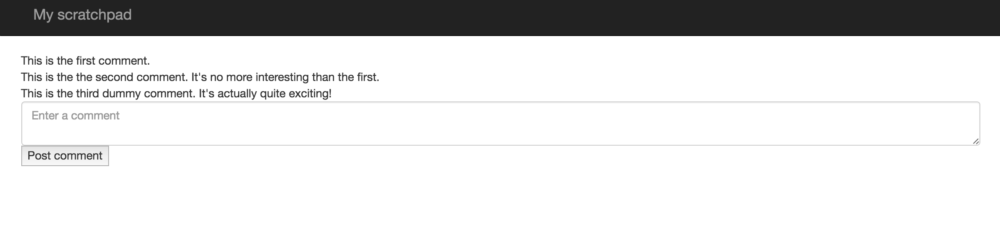 My scratchpad
This is the first comment.
This is the the second comment. It's no more interesting than the first.
This is the third dummy comment. It's actually quite exciting!
Enter a comment
Post comment